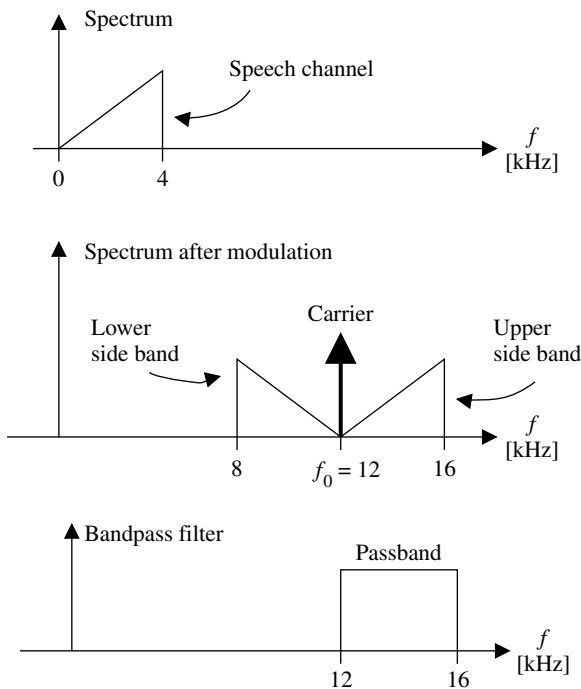 Spectrum
Speech channel
f
[kHz]
0
4
Spectrum after modulation
Carrier
Lower
side band
Upper
side band
f
[kHz]
8
f0 = 12
16
Bandpass filter
Passband
f
[kHz]
12
16